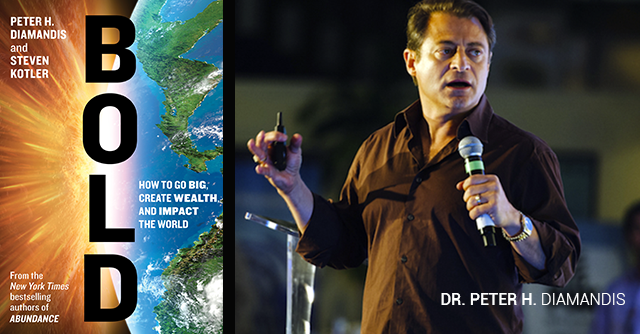 PETER H.
DIAMANDIS
and
STEVEN
KOTLER
BOLD
HOW TO GO BIG,
CREATE WEALTH,
AND IMPACT
THE WORLD
From the
New York Times
bestselling
authors of
ABUNDANCE
DR. PETER H. DIAMANDIS